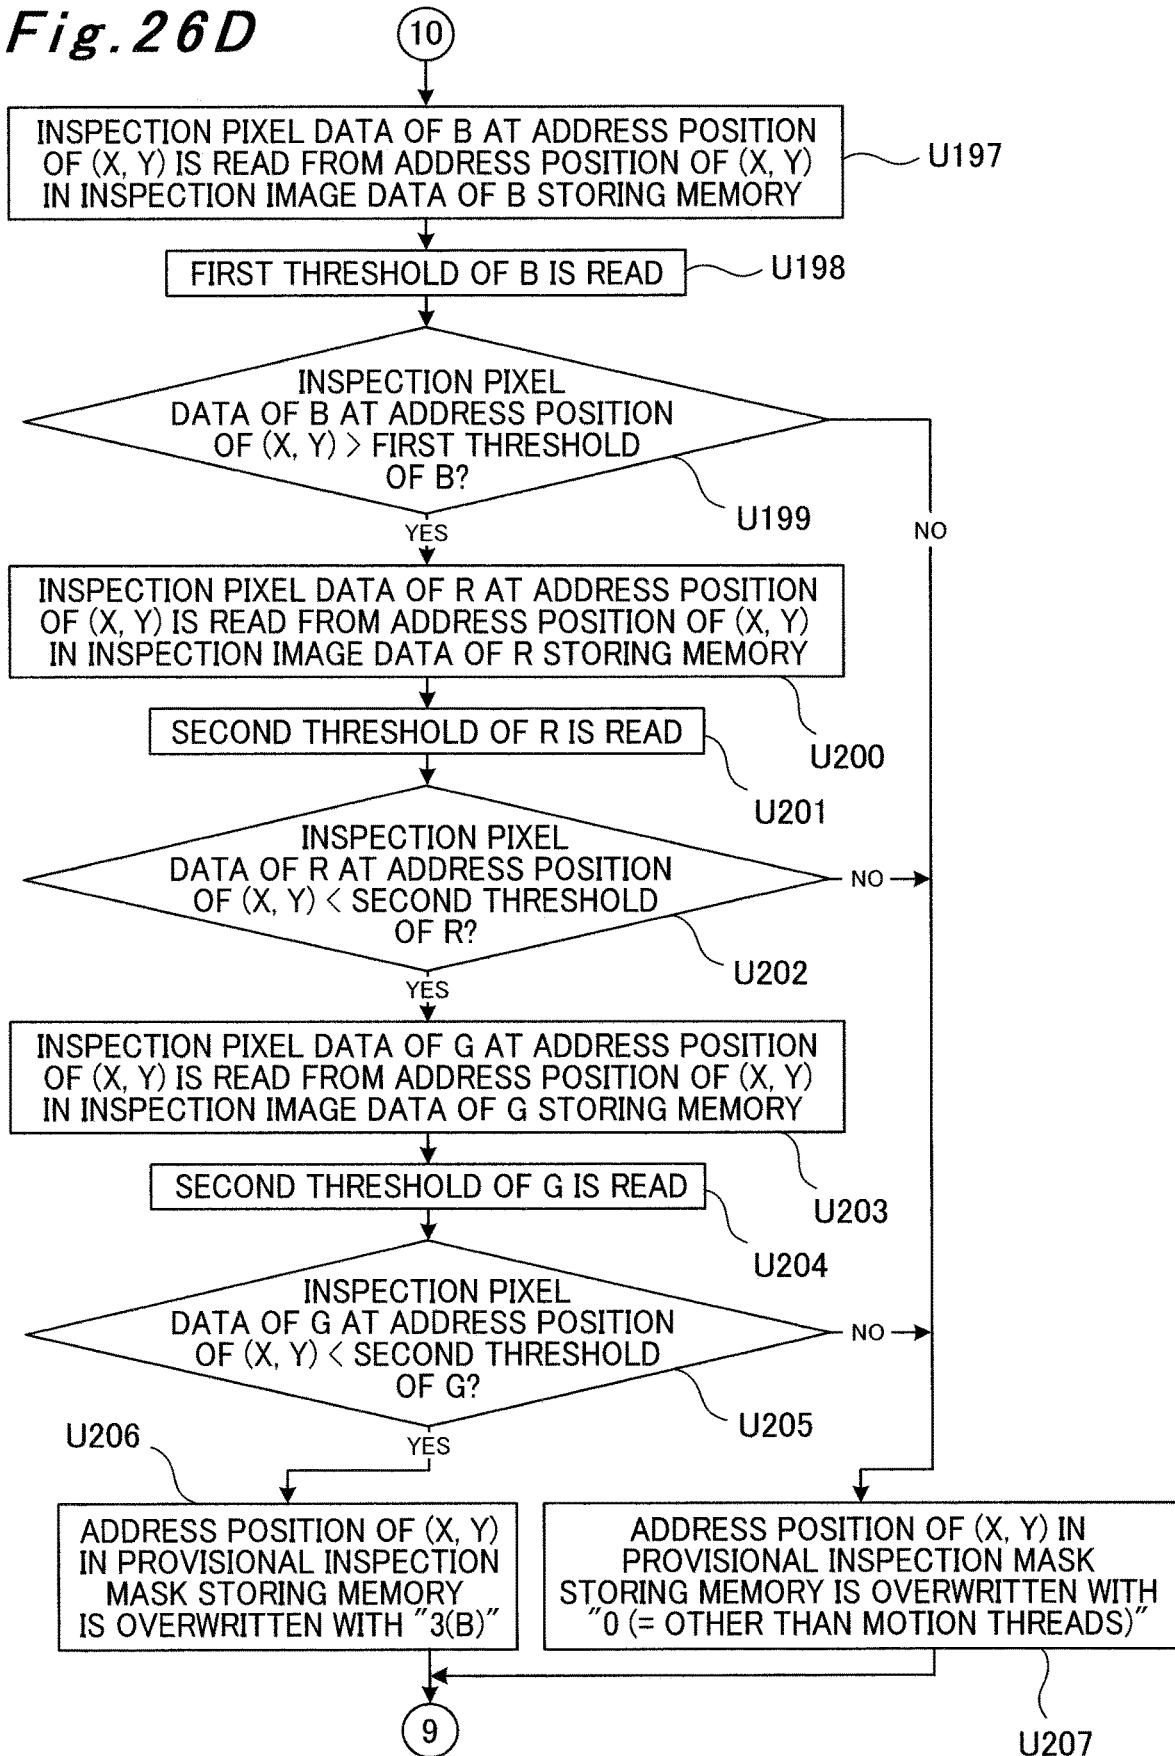 Fig.26D
10
INSPECTION PIXEL DATA OF B AT ADDRESS POSITION
OF (X, Y) IS READ FROM ADDRESS POSITION OF (X, Y)
IN INSPECTION IMAGE DATA OF B STORING MEMORY
U197
FIRST THRESHOLD OF B IS READ
U198
INSPECTION PIXEL
DATA OF B AT ADDRESS POSITION
OF (X, Y) > FIRST THRESHOLD
OF B?
U199
NO
YES
INSPECTION PIXEL DATA OF R AT ADDRESS POSITION
OF (X, Y) IS READ FROM ADDRESS POSITION OF (X, Y)
IN INSPECTION IMAGE DATA OF R STORING MEMORY
U200
SECOND THRESHOLD OF R IS READ
U201
INSPECTION PIXEL
DATA OF R AT ADDRESS POSITION
OF (X, Y) < SECOND THRESHOLD
OF R?
NO
U202
YES
INSPECTION PIXEL DATA OF G AT ADDRESS POSITION
OF (X, Y) IS READ FROM ADDRESS POSITION OF (X, Y)
IN INSPECTION IMAGE DATA OF G STORING MEMORY
U203
SECOND THRESHOLD OF G IS READ
U204
INSPECTION PIXEL
DATA OF G AT ADDRESS POSITION
OF (X, Y) < SECOND THRESHOLD
OF G?
NO
U205
YES
U206
ADDRESS POSITION OF (X, Y)
IN PROVISIONAL INSPECTION
MASK STORING MEMORY
IS OVERWRITTEN WITH "3(B)"
ADDRESS POSITION OF (X, Y) IN
PROVISIONAL INSPECTION MASK
STORING MEMORY IS OVERWRITTEN WITH
"0 (= OTHER THAN MOTION THREADS)"
U207
9